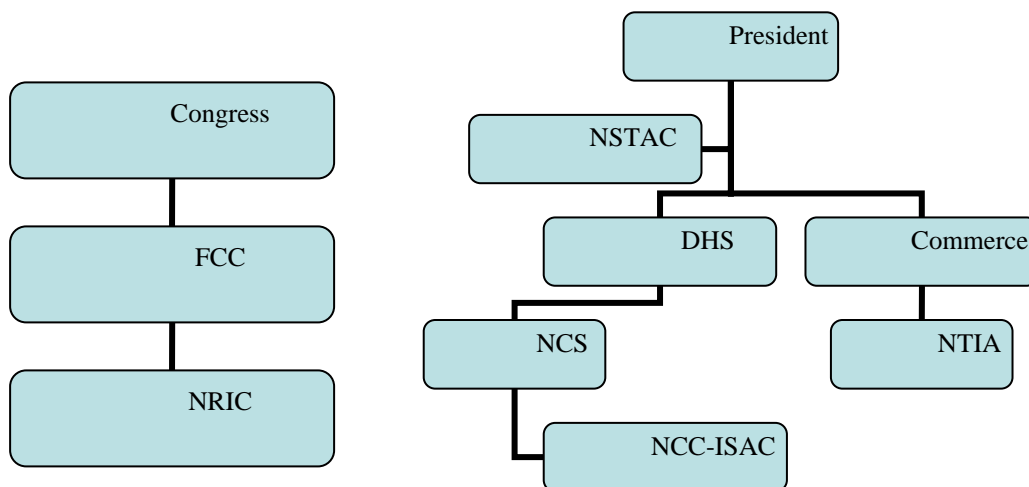 President
Congress
NSTAC
FCC
DHS
Commerce
NCS
NTIA
NRIC
NCC-ISAC